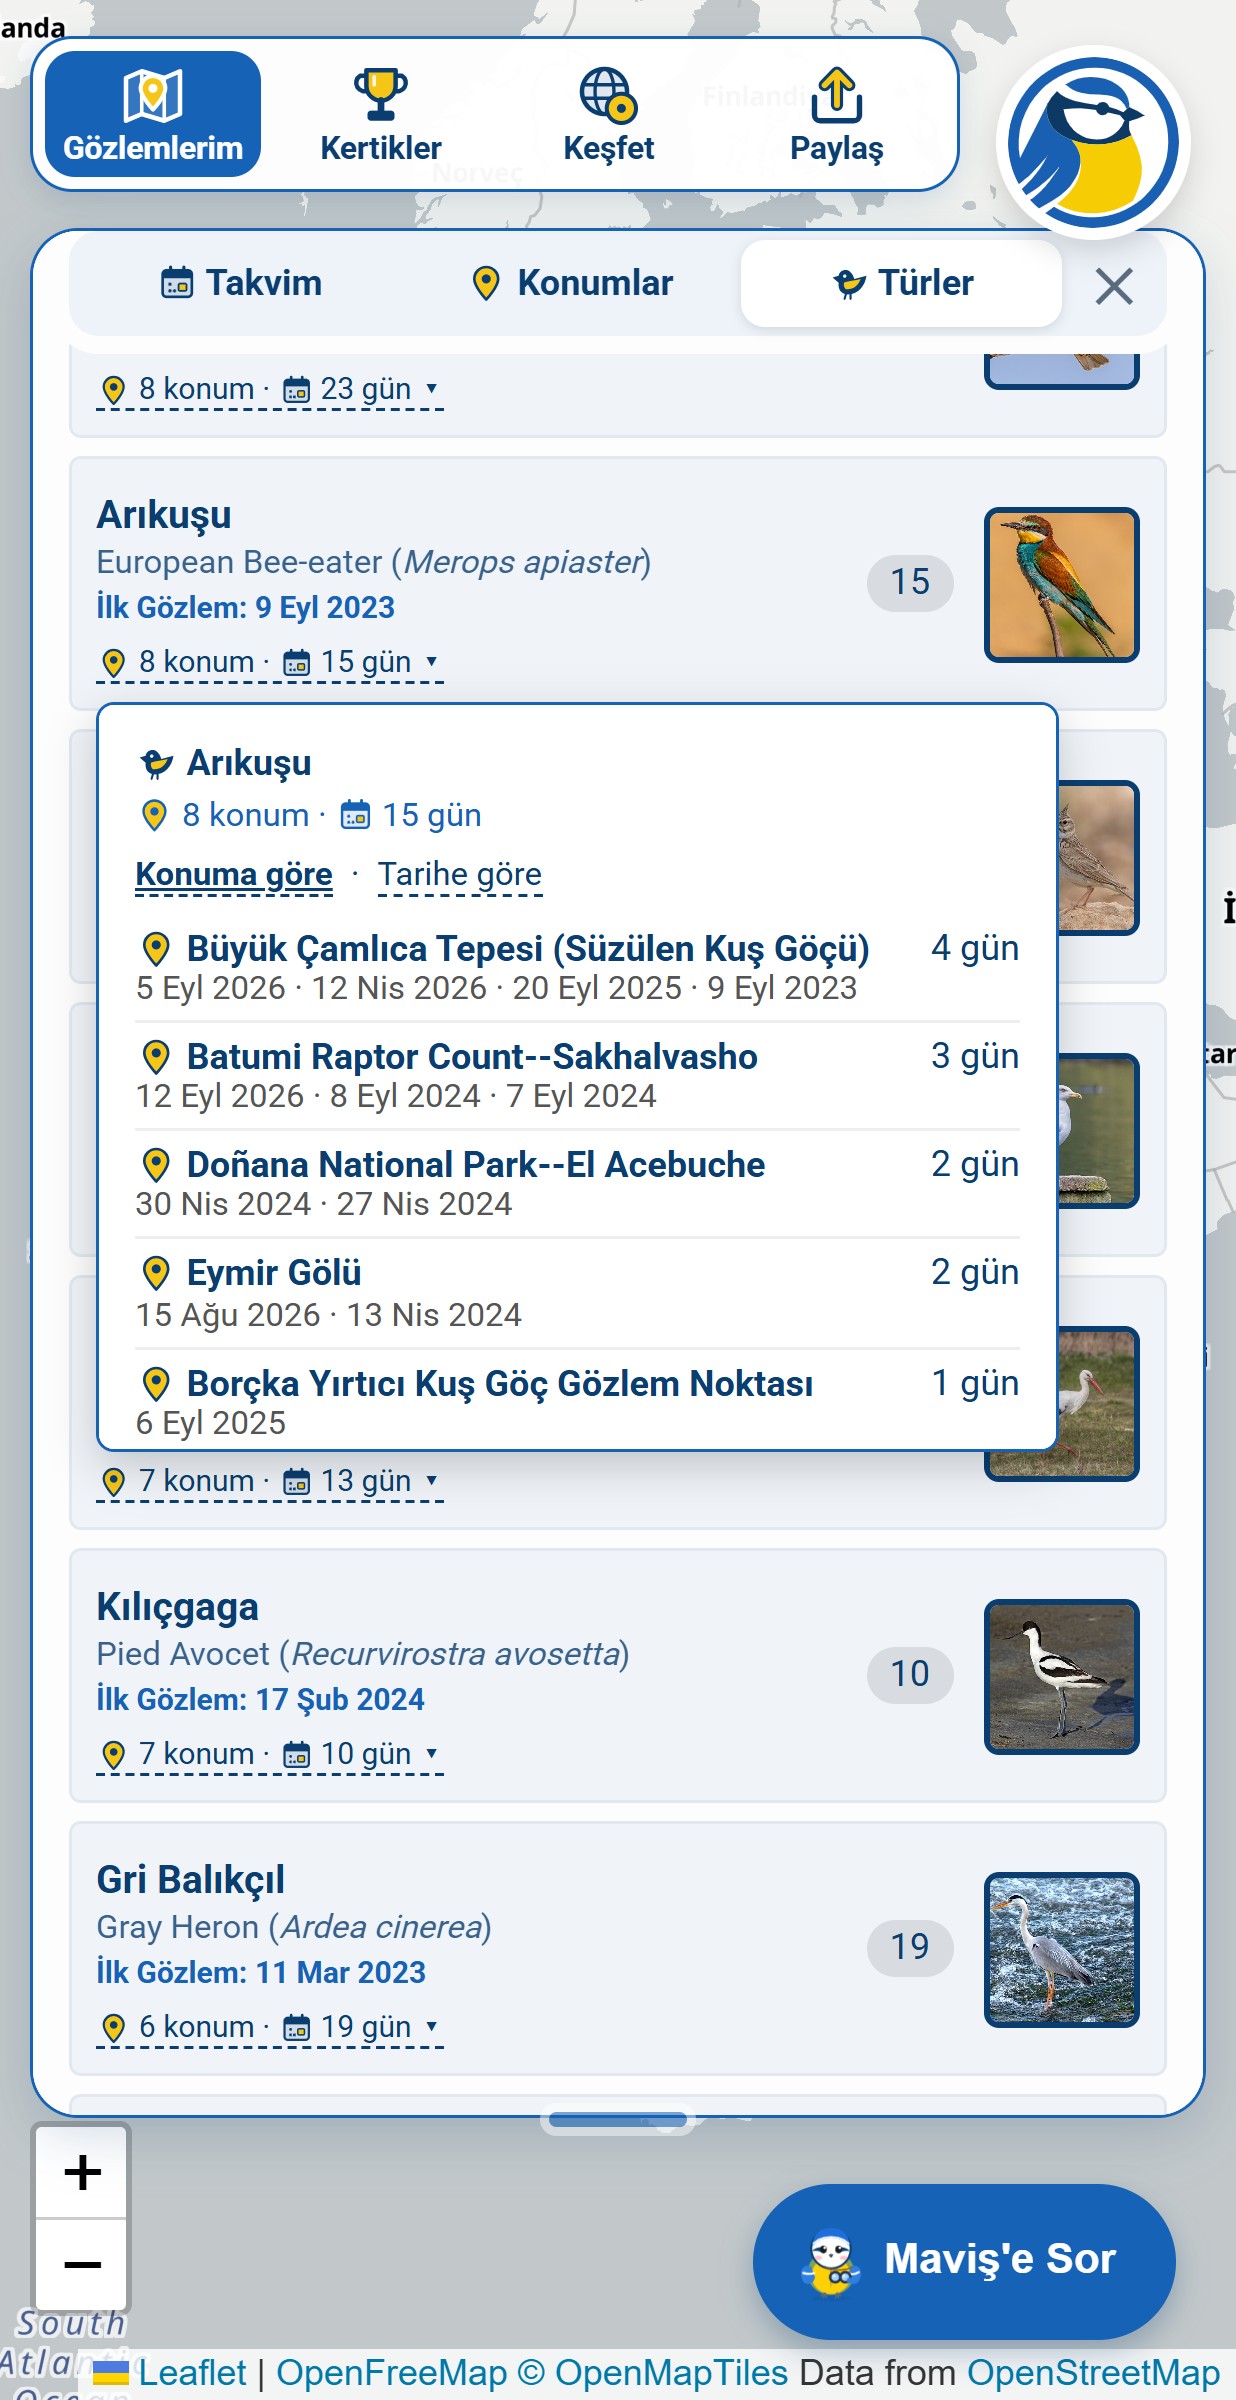 anda
Finlandi
Norveç
Gözlemlerim
Kertikler
Keşfet
Paylaş
Takvim
Konumlar
Türler
8 konum · 23 gün ▾
Arıkuşu
European Bee-eater (Merops apiaster)
İlk Gözlem: 9 Eyl 2023
8 konum · 15 gün ▾
15
Arıkuşu
8 konum · 15 gün
Konuma göre · Tarihe göre
Büyük Çamlıca Tepesi (Süzülen Kuş Göçü) 4 gün
5 Eyl 2026 · 12 Nis 2026 · 20 Eyl 2025 · 9 Eyl 2023
Batumi Raptor Count--Sakhalvasho 3 gün
12 Eyl 2026 · 8 Eyl 2024 · 7 Eyl 2024
Doñana National Park--El Acebuche 2 gün
30 Nis 2024 · 27 Nis 2024
Eymir Gölü 2 gün
15 Ağu 2026 · 13 Nis 2024
Borçka Yırtıcı Kuş Göç Gözlem Noktası 1 gün
6 Eyl 2025
7 konum · 13 gün ▾
Kılıçgaga
Pied Avocet (Recurvirostra avosetta)
İlk Gözlem: 17 Şub 2024
7 konum · 10 gün ▾
10
Gri Balıkçıl
Gray Heron (Ardea cinerea)
İlk Gözlem: 11 Mar 2023
6 konum · 19 gün ▾
19
+
−
Maviş'e Sor
South
Leaflet | OpenFreeMap © OpenMapTiles Data from OpenStreetMap